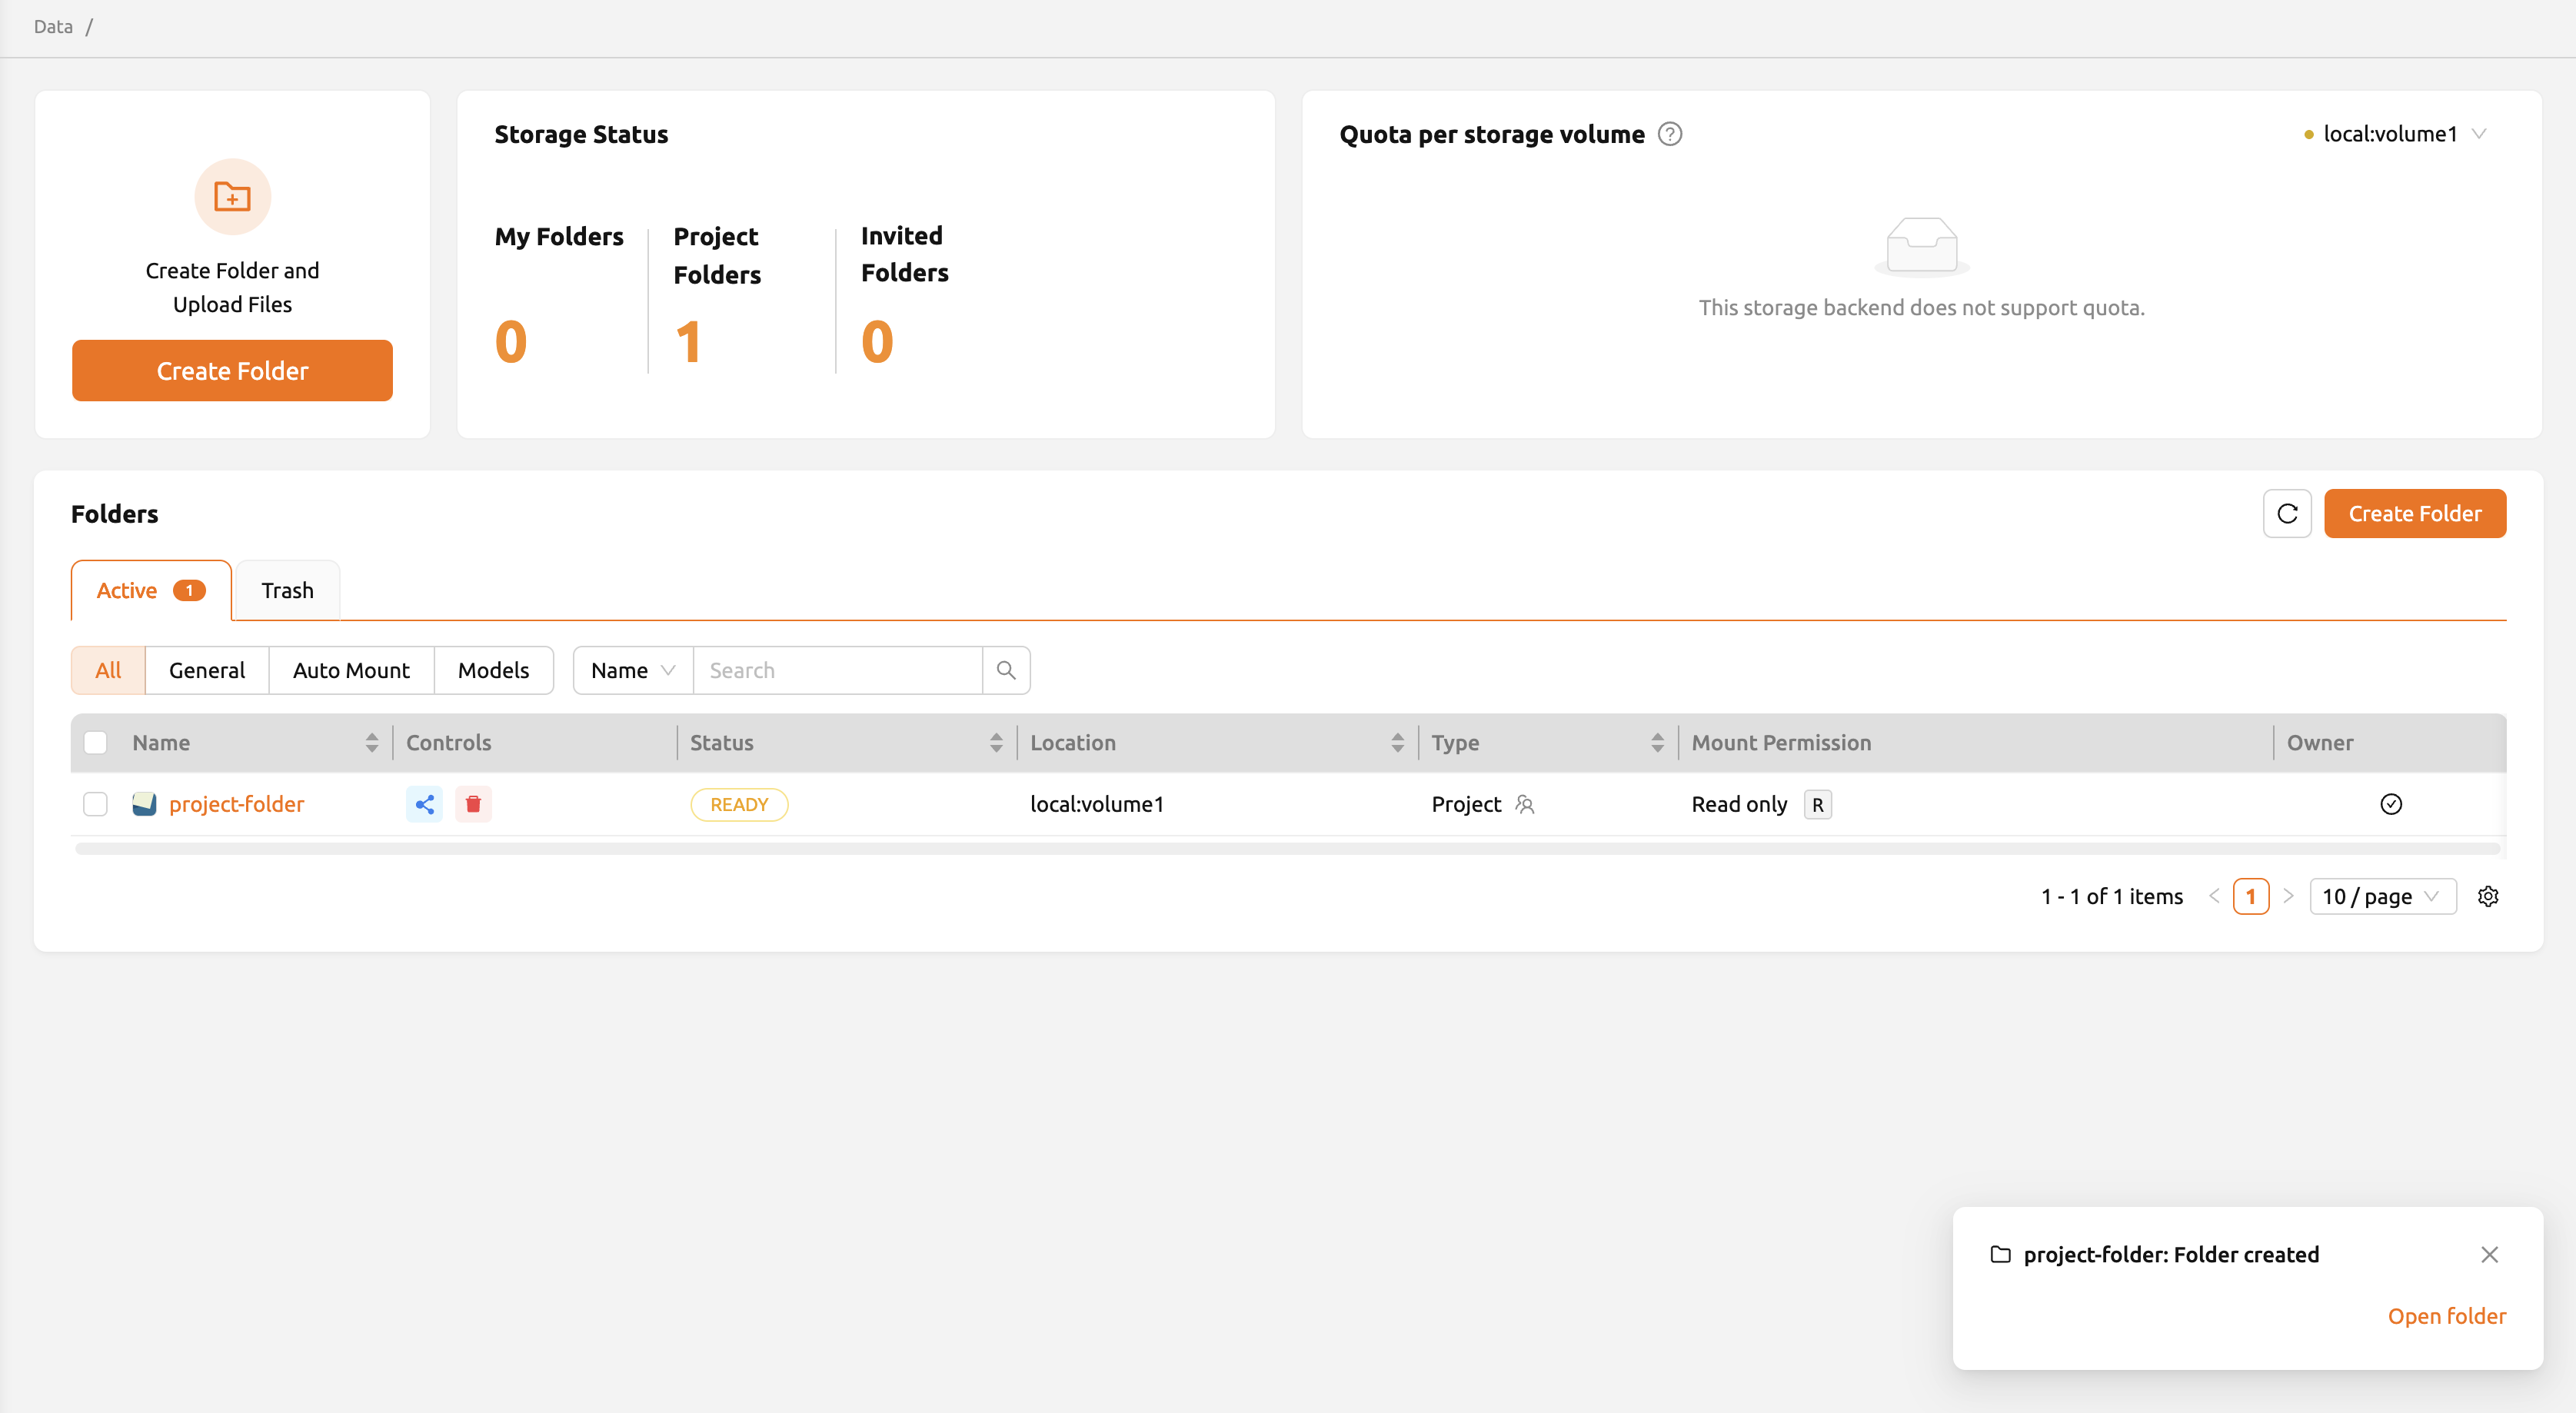 Data /
Create Folder and
Upload Files
Create Folder
Storage Status
My Folders
0
Project
Folders
1
Invited
Folders
0
Quota per storage volume
local:volume1
This storage backend does not support quota.
Folders
Create Folder
Active 1
Trash
All General Auto Mount Models Name Search
Name Controls Status Location Type Mount Permission Owner
project-folder READY local:volume1 Project Read only R
1 - 1 of 1 items 1 10 / page
project-folder: Folder created
Open folder